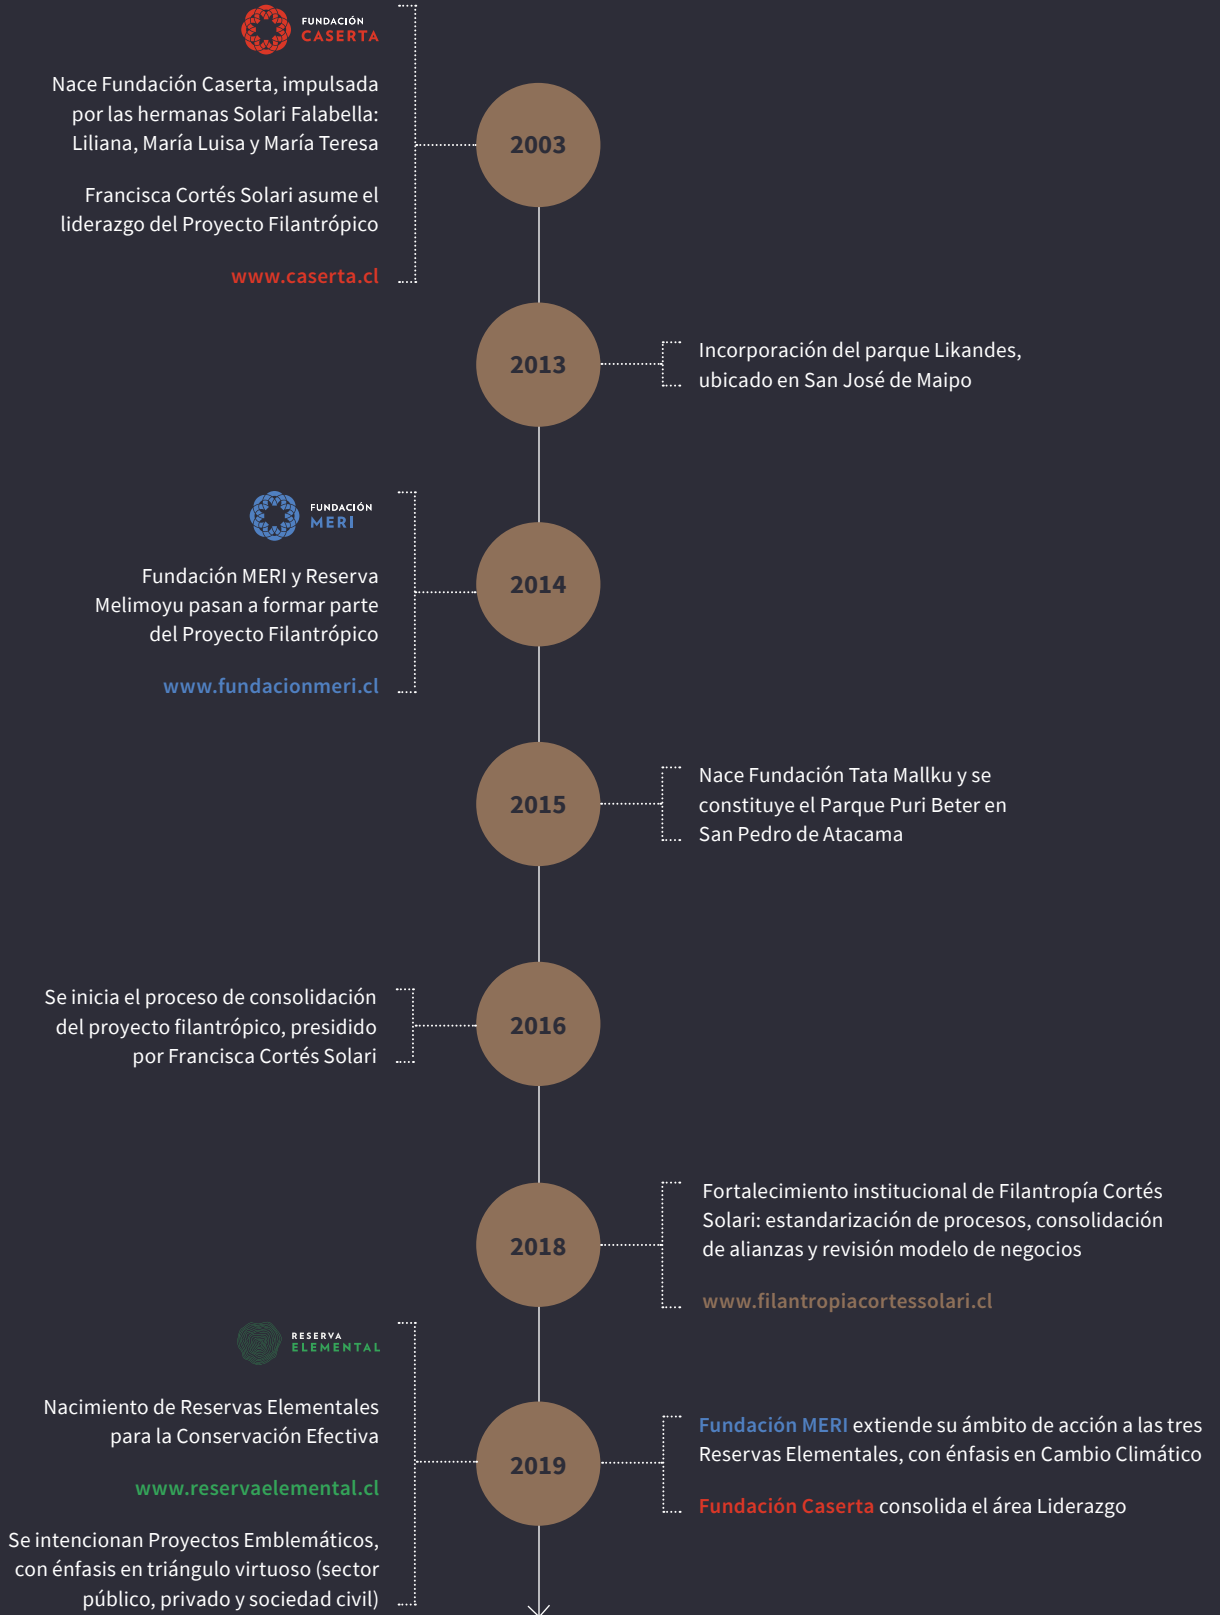 FUNDACIÓN
CASERTA
Nace Fundación Caserta, impulsada
por las hermanas Solari Falabella:
Liliana, María Luisa y María Teresa
Francisca Cortés Solari asume el
liderazgo del Proyecto Filantrópico
www.caserta.cl
2003
2013
Incorporación del parque Likandes,
ubicado en San José de Maipo
FUNDACIÓN
MERI
Fundación MERI y Reserva
Melimoyu pasan a formar parte
del Proyecto Filantrópico
www.fundacionmeri.cl
2014
2015
Nace Fundación Tata Mallku y se
constituye el Parque Puri Beter en
San Pedro de Atacama
Se inicia el proceso de consolidación
del proyecto filantrópico, presidido
por Francisca Cortés Solari
2016
2018
Fortalecimiento institucional de Filantropía Cortés
Solari: estandarización de procesos, consolidación
de alianzas y revisión modelo de negocios
www.filantropiacortessolari.cl
RESERVA
ELEMENTAL
Nacimiento de Reservas Elementales
para la Conservación Efectiva
www.reservaelemental.cl
Se intencionan Proyectos Emblemáticos,
con énfasis en triángulo virtuoso (sector
público, privado y sociedad civil)
2019
Fundación MERI extiende su ámbito de acción a las tres
Reservas Elementales, con énfasis en Cambio Climático
Fundación Caserta consolida el área Liderazgo